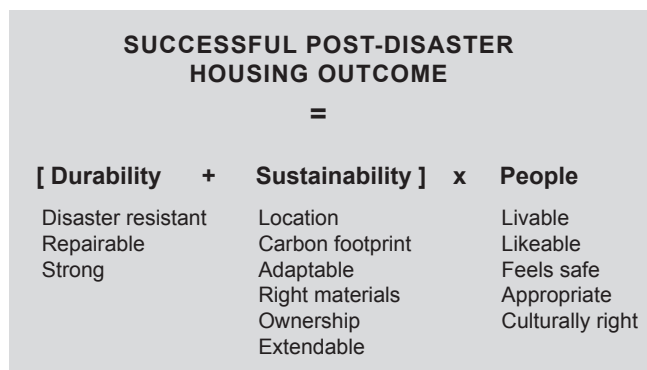 SUCCESSFUL POST-DISASTER
HOUSING OUTCOME
=
[ Durability + Sustainability ] x People
Disaster resistant Location Livable
Repairable Carbon footprint Likeable
Strong Adaptable Feels safe
Right materials Appropriate
Ownership Culturally right
Extendable